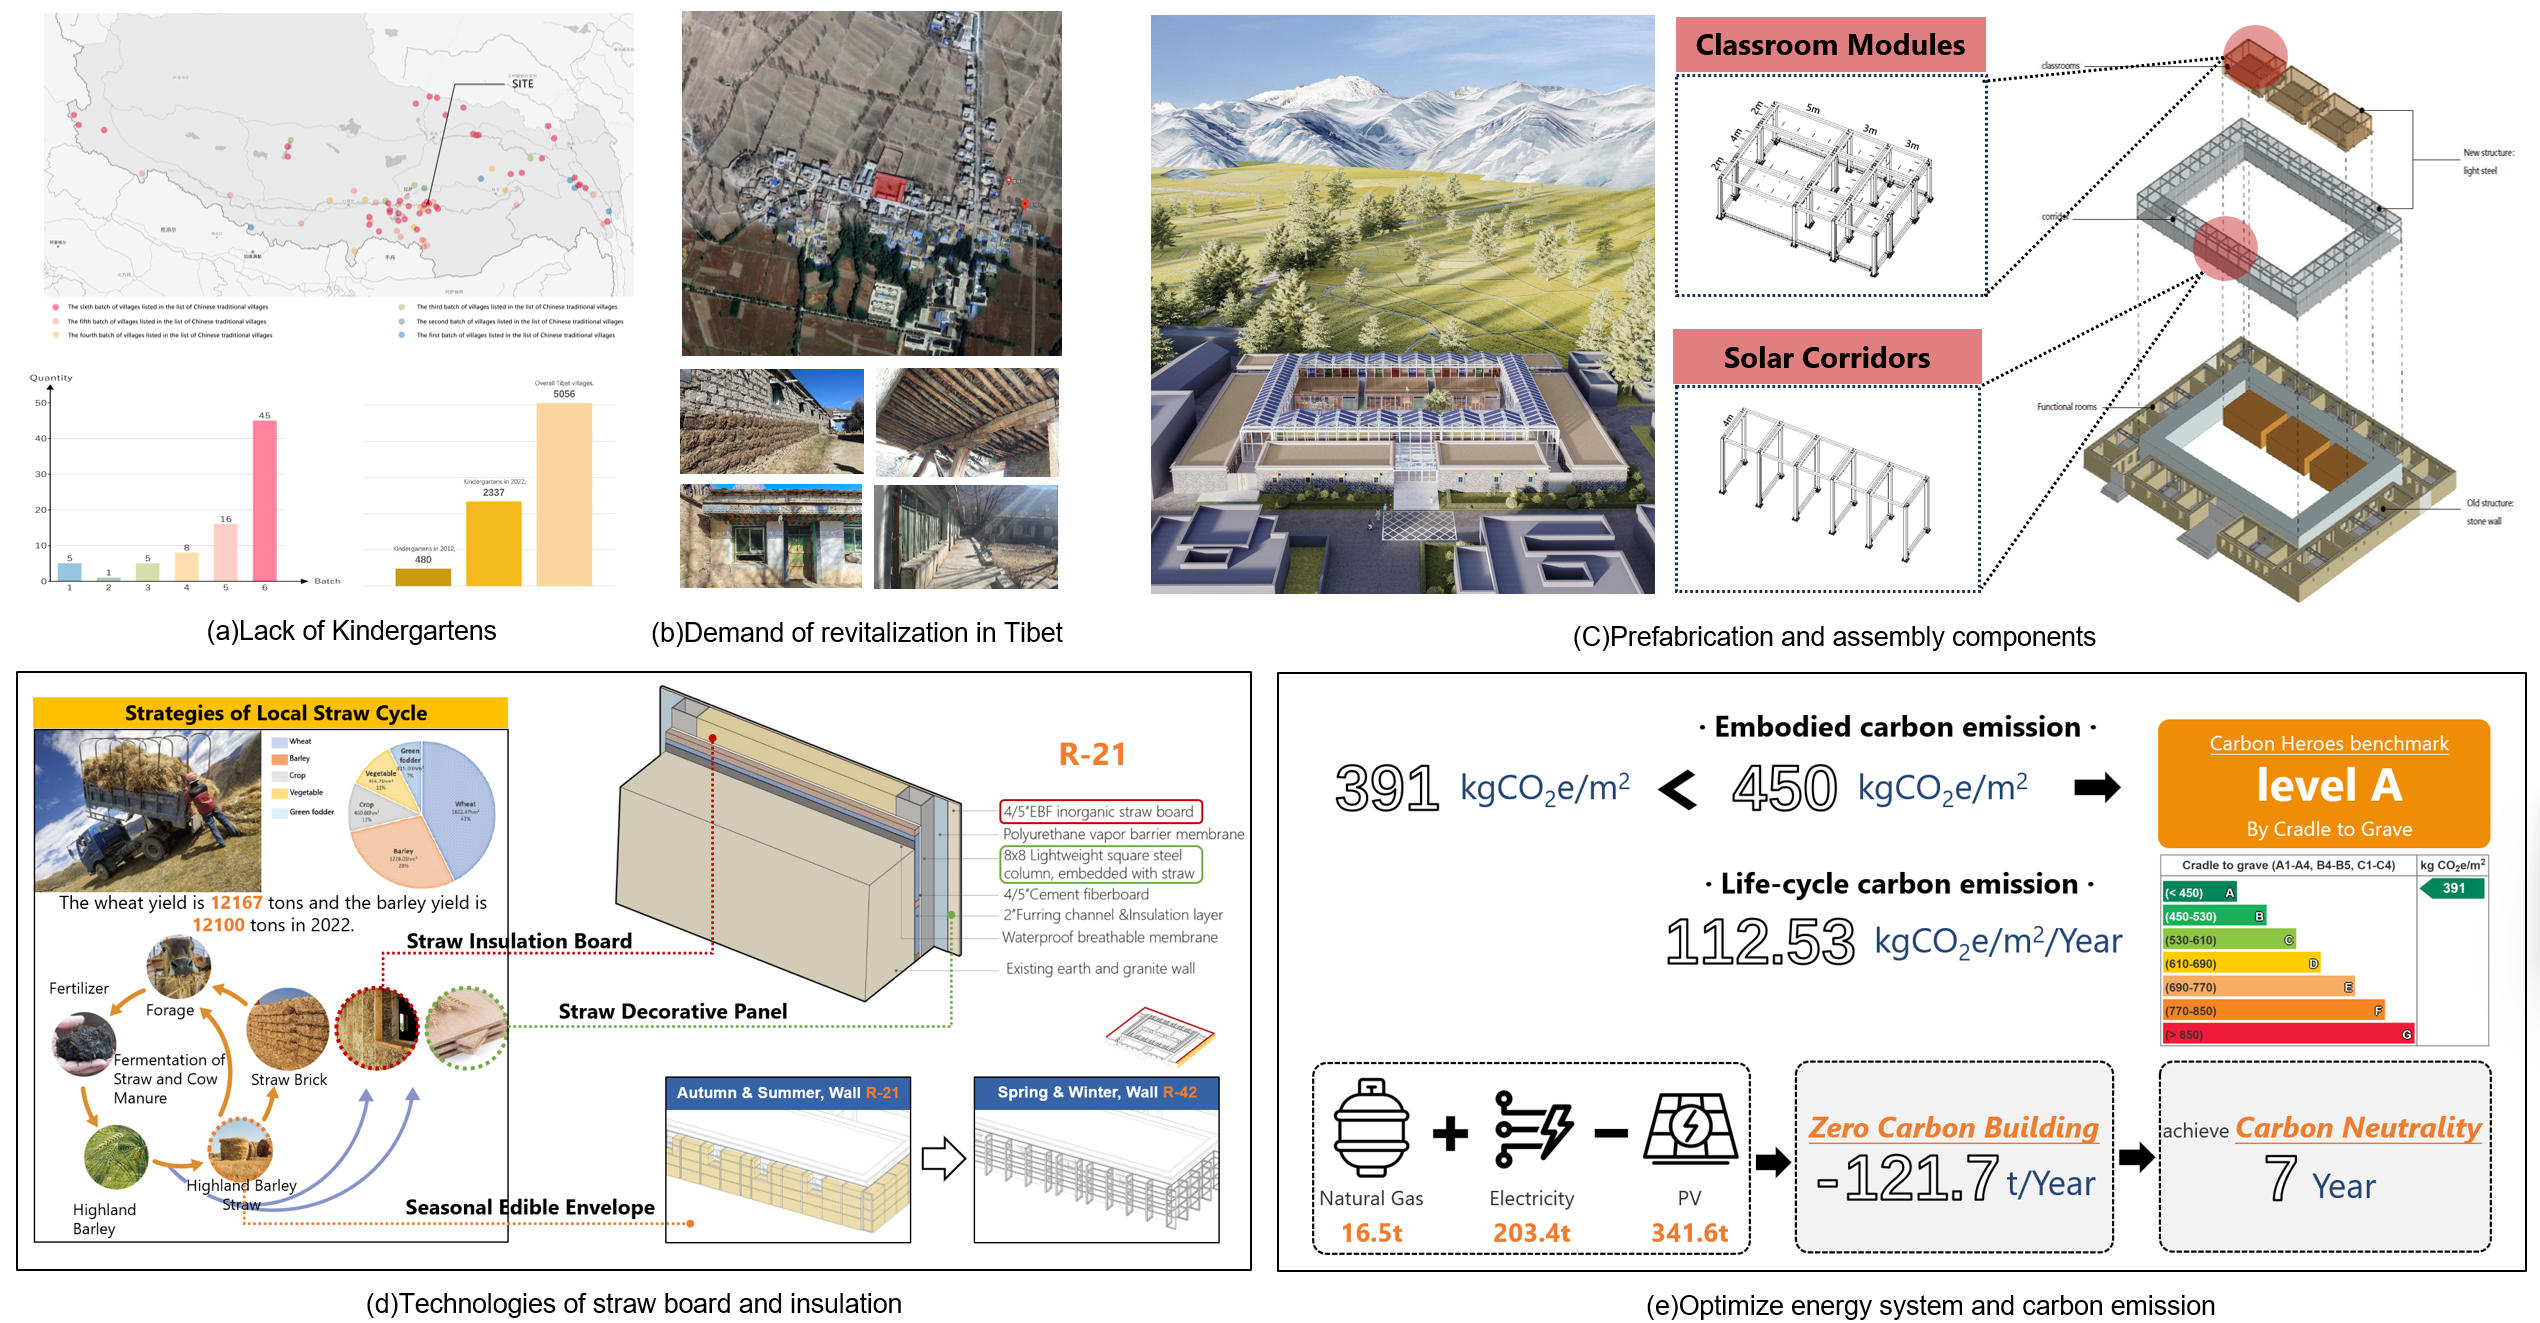 SITE
The sixth batch of villages listed in the list of Chinese traditional villages
The fifth batch of villages listed in the list of Chinese traditional villages
The fourth batch of villages listed in the list of Chinese traditional villages
The third batch of villages listed in the list of Chinese traditional villages
The second batch of villages listed in the list of Chinese traditional villages
The first batch of villages listed in the list of Chinese traditional villages
Quantity
50
40
30
20
10
0
5
1
5
8
16
45
1
2
3
4
5
6
Batch
Kindergartens in 2012,
480
Kindergartens in 2022,
2337
Overall Tibet villages,
5056
(a)Lack of Kindergartens
(b)Demand of revitalization in Tibet
Classroom Modules
2m
4m
2m
5m
3m
3m
Solar Corridors
4m
classrooms
corridor
New structure:
light steel
Functional rooms
Old structure:
stone wall
(C)Prefabrication and assembly components
Strategies of Local Straw Cycle
Wheat
Barley
Crop
Vegetable
Green fodder
Green
fodder
7%
Vegetable
11%
Crop
11%
Barley
28%
Wheat
43%
The wheat yield is 12167 tons and the barley yield is
12100 tons in 2022.
Fertilizer
Forage
Fermentation of
Straw and Cow
Manure
Straw Brick
Highland Barley
Straw
Highland
Barley
Straw Insulation Board
Straw Decorative Panel
Seasonal Edible Envelope
R-21
4/5"EBF inorganic straw board
Polyurethane vapor barrier membrane
8x8 Lightweight square steel
column, embedded with straw
4/5"Cement fiberboard
2"Furring channel &Insulation layer
Waterproof breathable membrane
Existing earth and granite wall
Autumn & Summer, Wall R-21
Spring & Winter, Wall R-42
(d)Technologies of straw board and insulation
· Embodied carbon emission ·
391 kgCO₂e/m² < 450 kgCO₂e/m²
Carbon Heroes benchmark
level A
By Cradle to Grave
· Life-cycle carbon emission ·
112.53 kgCO₂e/m²/Year
Cradle to grave (A1-A4, B4-B5, C1-C4) kg CO₂e/m²
(< 450) A 391
(450-530) B
(530-610) C
(610-690) D
(690-770) E
(770-850) F
(> 850) G
Natural Gas
16.5t
Electricity
203.4t
PV
341.6t
Zero Carbon Building
-121.7 t/Year
achieve Carbon Neutrality
7 Year
(e)Optimize energy system and carbon emission